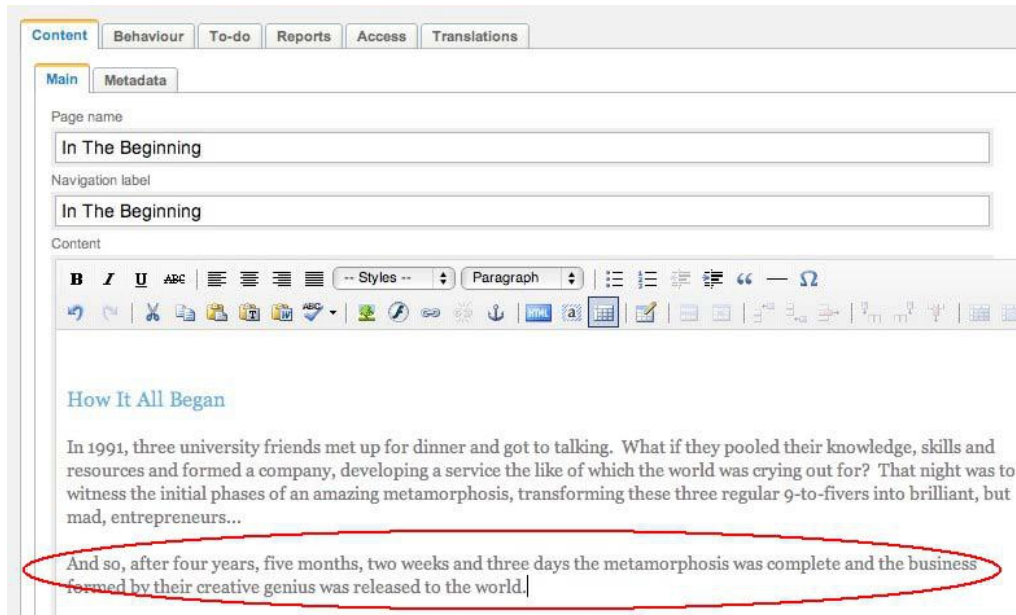 Content Behaviour To-do Reports Access Translations
Main Metadata
Page name
In The Beginning
Navigation label
In The Beginning
Content
B I U ABC -- Styles -- Paragraph “ — Ω
T W ABC HTML a
How It All Began
In 1991, three university friends met up for dinner and got to talking.  What if they pooled their knowledge, skills and
resources and formed a company, developing a service the like of which the world was crying out for?  That night was to
witness the initial phases of an amazing metamorphosis, transforming these three regular 9-to-fivers into brilliant, but
mad, entrepreneurs...
And so, after four years, five months, two weeks and three days the metamorphosis was complete and the business
formed by their creative genius was released to the world.